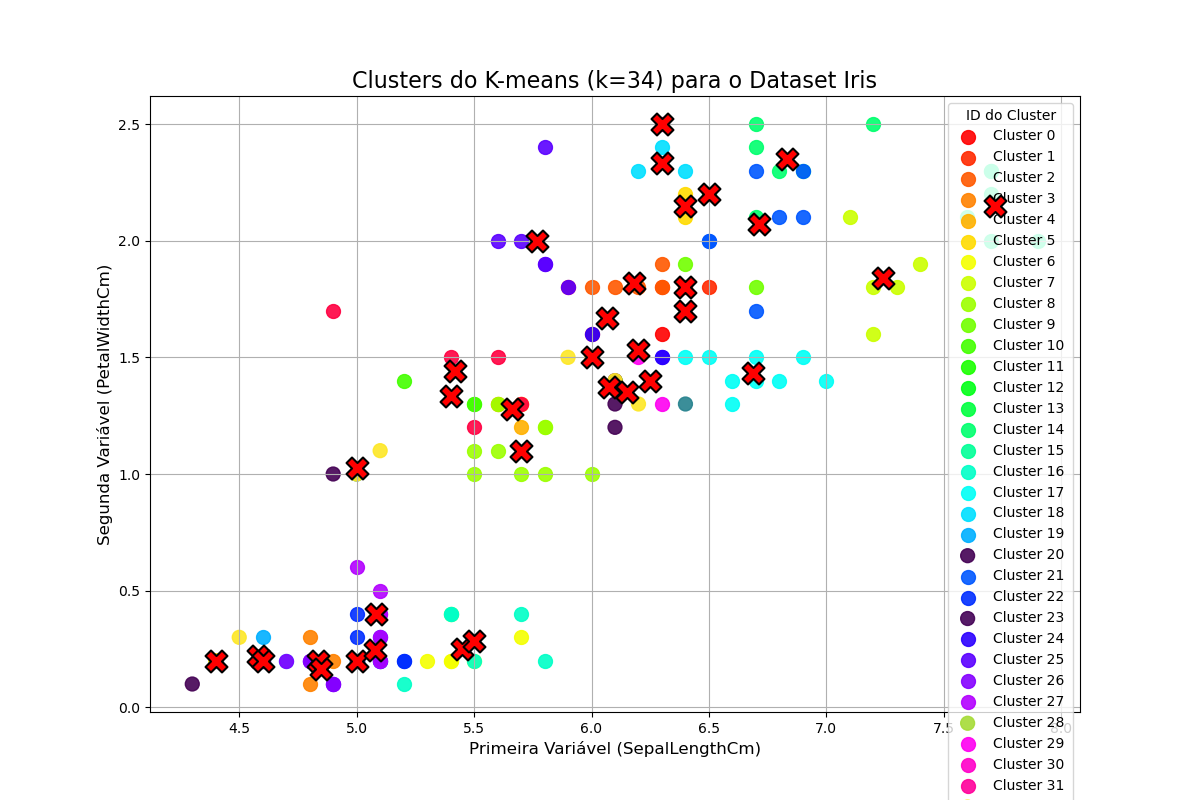 Clusters do K-means (k=34) para o Dataset Iris
Segunda Variável (PetalWidthCm)
2.5
2.0
1.5
1.0
0.5
0.0
4.5
5.0
5.5
6.0
6.5
7.0
7.5
8.0
Primeira Variável (SepalLengthCm)
ID do Cluster
Cluster 0
Cluster 1
Cluster 2
Cluster 3
Cluster 4
Cluster 5
Cluster 6
Cluster 7
Cluster 8
Cluster 9
Cluster 10
Cluster 11
Cluster 12
Cluster 13
Cluster 14
Cluster 15
Cluster 16
Cluster 17
Cluster 18
Cluster 19
Cluster 20
Cluster 21
Cluster 22
Cluster 23
Cluster 24
Cluster 25
Cluster 26
Cluster 27
Cluster 28
Cluster 29
Cluster 30
Cluster 31